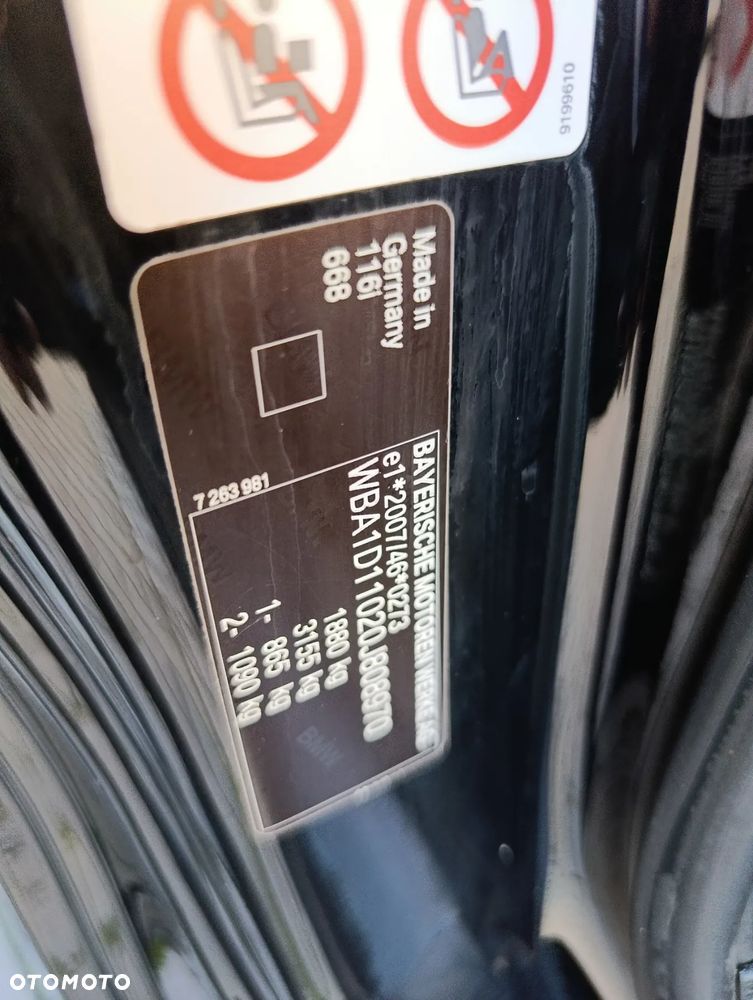 9199610
Made in
Germany
116i
668
7 263 981
BAYERISCHE MOTOREN WERKE AG
e1*2007/46*0273
WBA1D11020J808970
1880 kg
3155 kg
1- 865 kg
2- 1090 kg
BMW
OTOMOTO